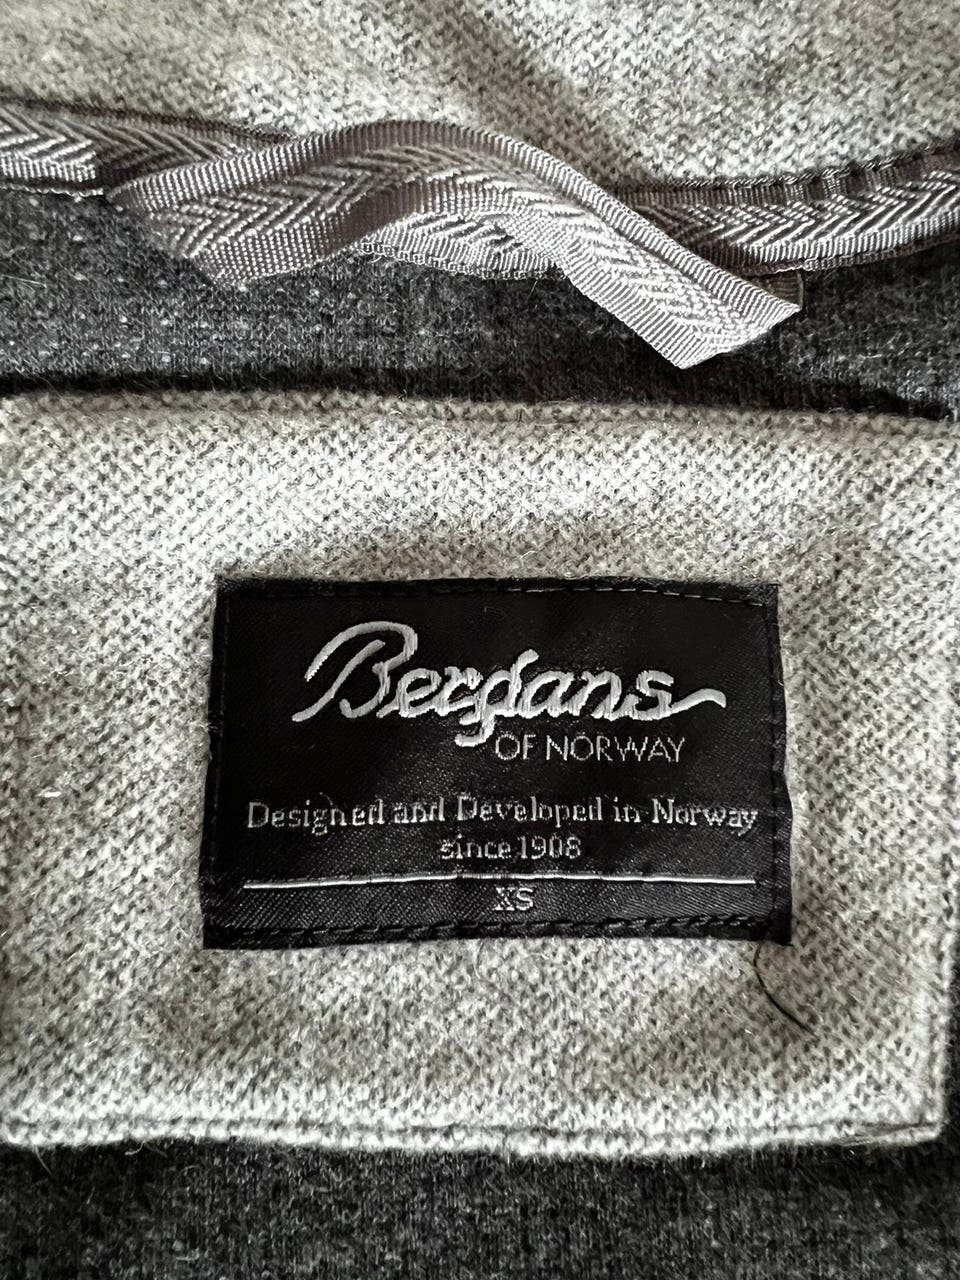 Bergans
OF NORWAY
Designed and Developed in Norway
since 1908
XS